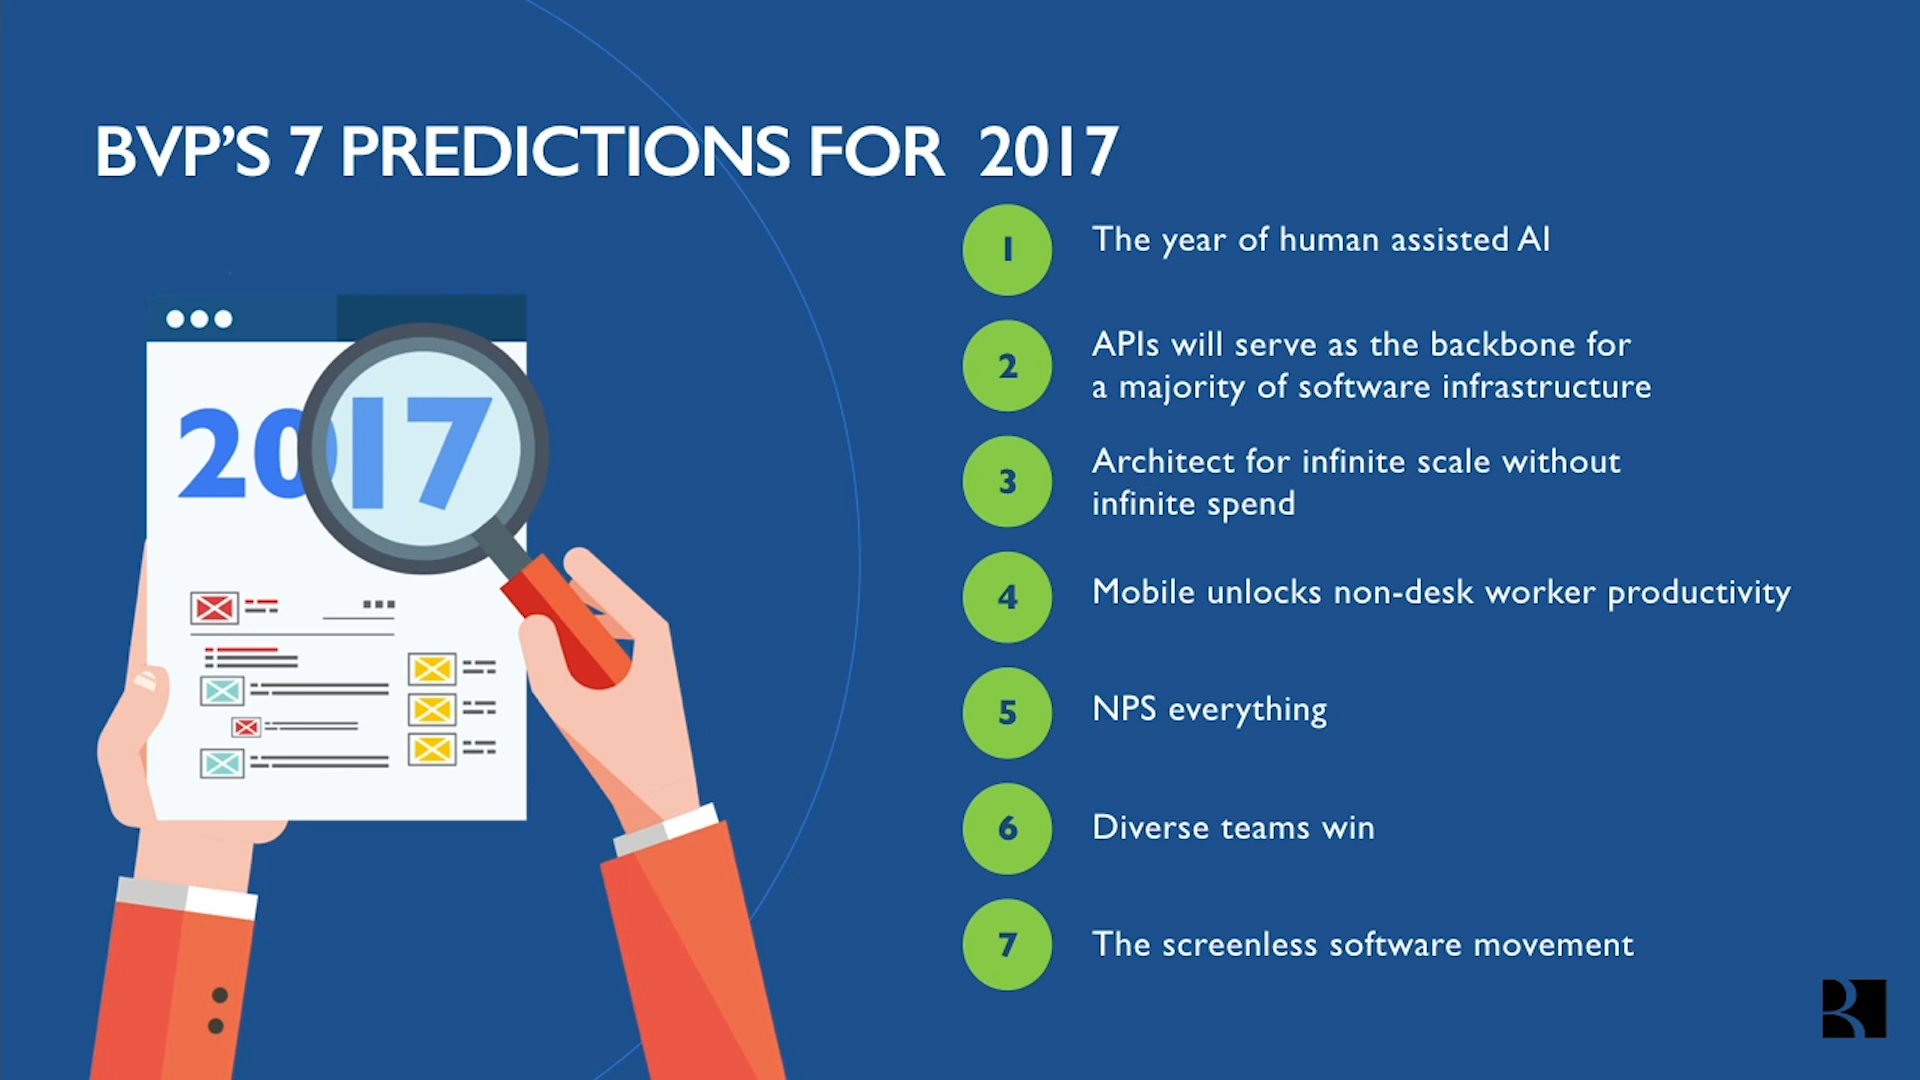 BVP'S 7 PREDICTIONS FOR 2017
2017
1 The year of human assisted AI
2 APIs will serve as the backbone for
a majority of software infrastructure
3 Architect for infinite scale without
infinite spend
4 Mobile unlocks non-desk worker productivity
5 NPS everything
6 Diverse teams win
7 The screenless software movement